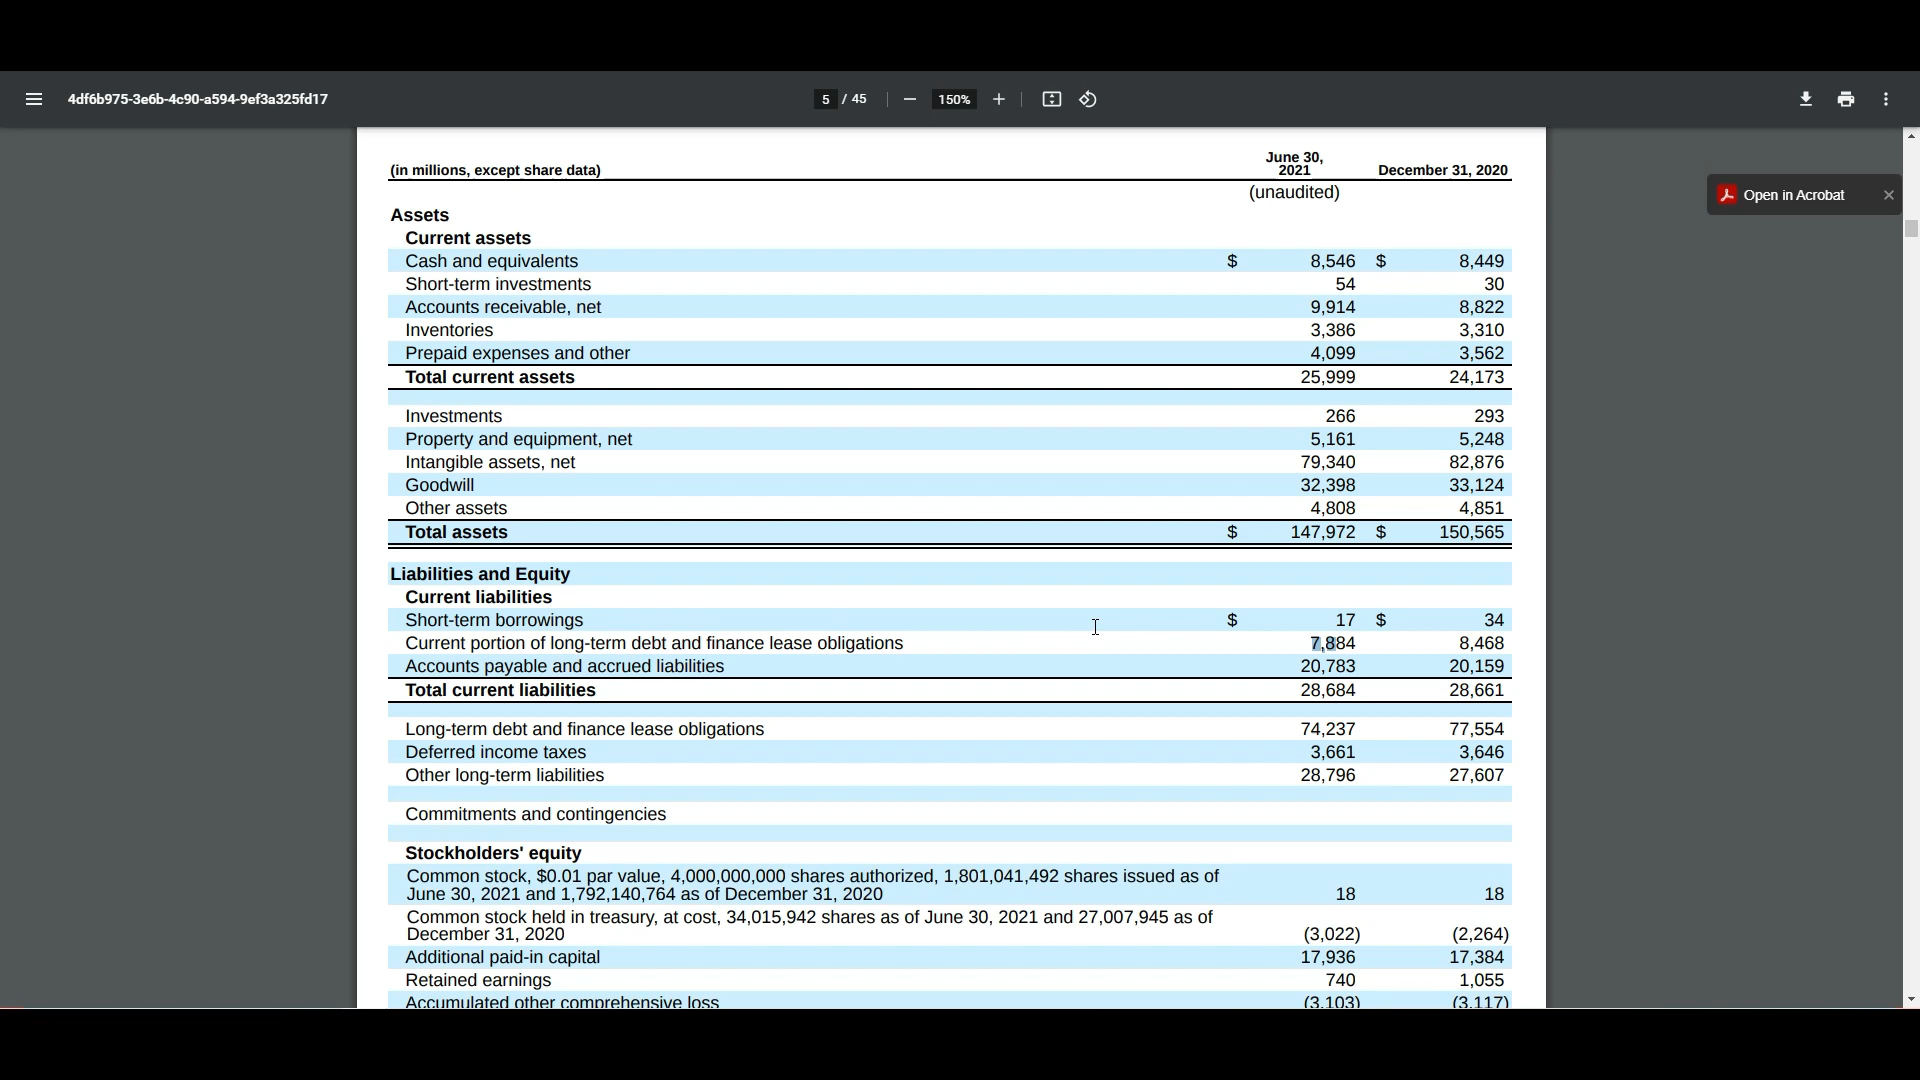 4df6b975-3e6b-4c90-a594-9ef3a325fd17
5 / 45
150%
Open in Acrobat
(in millions, except share data) June 30, 2021 December 31, 2020
(unaudited)
Assets
Current assets
Cash and equivalents $ 8,546 $ 8,449
Short-term investments 54 30
Accounts receivable, net 9,914 8,822
Inventories 3,386 3,310
Prepaid expenses and other 4,099 3,562
Total current assets 25,999 24,173
Investments 266 293
Property and equipment, net 5,161 5,248
Intangible assets, net 79,340 82,876
Goodwill 32,398 33,124
Other assets 4,808 4,851
Total assets $ 147,972 $ 150,565
Liabilities and Equity
Current liabilities
Short-term borrowings $ 17 $ 34
Current portion of long-term debt and finance lease obligations 7,884 8,468
Accounts payable and accrued liabilities 20,783 20,159
Total current liabilities 28,684 28,661
Long-term debt and finance lease obligations 74,237 77,554
Deferred income taxes 3,661 3,646
Other long-term liabilities 28,796 27,607
Commitments and contingencies
Stockholders' equity
Common stock, $0.01 par value, 4,000,000,000 shares authorized, 1,801,041,492 shares issued as of
June 30, 2021 and 1,792,140,764 as of December 31, 2020 18 18
Common stock held in treasury, at cost, 34,015,942 shares as of June 30, 2021 and 27,007,945 as of
December 31, 2020 (3,022) (2,264)
Additional paid-in capital 17,936 17,384
Retained earnings 740 1,055
Accumulated other comprehensive loss (3,103) (3,117)